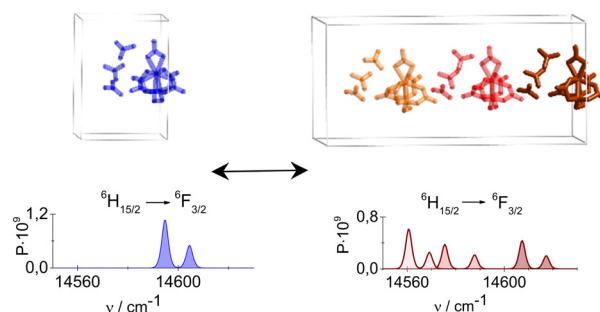 ⁶H₁₅/₂ ⟶ ⁶F₃/₂
P·10⁹
1,2
0,0
14560 14600
ν / cm⁻¹
⁶H₁₅/₂ ⟶ ⁶F₃/₂
P·10⁹
0,8
0,0
14560 14600
ν / cm⁻¹